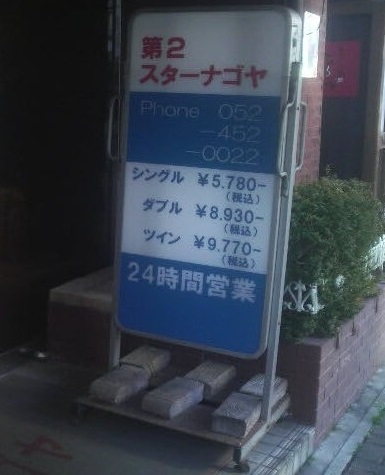 第2
スターナゴヤ
Phone 052
-452
-0022
シングル ¥5.780-
(税込)
ダブル ¥8.930-
(税込)
ツイン ¥9.770-
(税込)
24時間営業